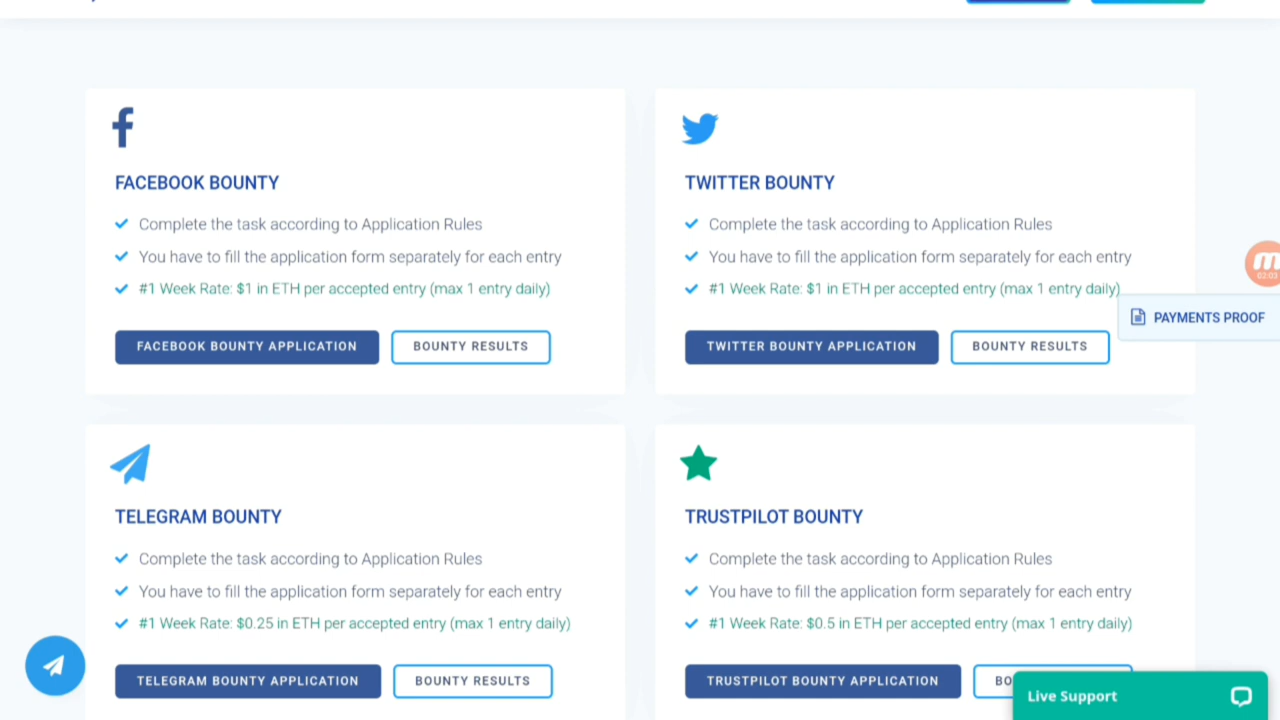 FACEBOOK BOUNTY
Complete the task according to Application Rules
You have to fill the application form separately for each entry
#1 Week Rate: $1 in ETH per accepted entry (max 1 entry daily)
FACEBOOK BOUNTY APPLICATION
BOUNTY RESULTS
TWITTER BOUNTY
Complete the task according to Application Rules
You have to fill the application form separately for each entry
#1 Week Rate: $1 in ETH per accepted entry (max 1 entry daily)
TWITTER BOUNTY APPLICATION
BOUNTY RESULTS
02:03
PAYMENTS PROOF
TELEGRAM BOUNTY
Complete the task according to Application Rules
You have to fill the application form separately for each entry
#1 Week Rate: $0.25 in ETH per accepted entry (max 1 entry daily)
TELEGRAM BOUNTY APPLICATION
BOUNTY RESULTS
TRUSTPILOT BOUNTY
Complete the task according to Application Rules
You have to fill the application form separately for each entry
#1 Week Rate: $0.5 in ETH per accepted entry (max 1 entry daily)
TRUSTPILOT BOUNTY APPLICATION
BO
Live Support